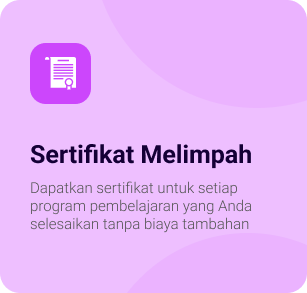 Sertifikat Melimpah
Dapatkan sertifikat untuk setiap
program pembelajaran yang Anda
selesaikan tanpa biaya tambahan